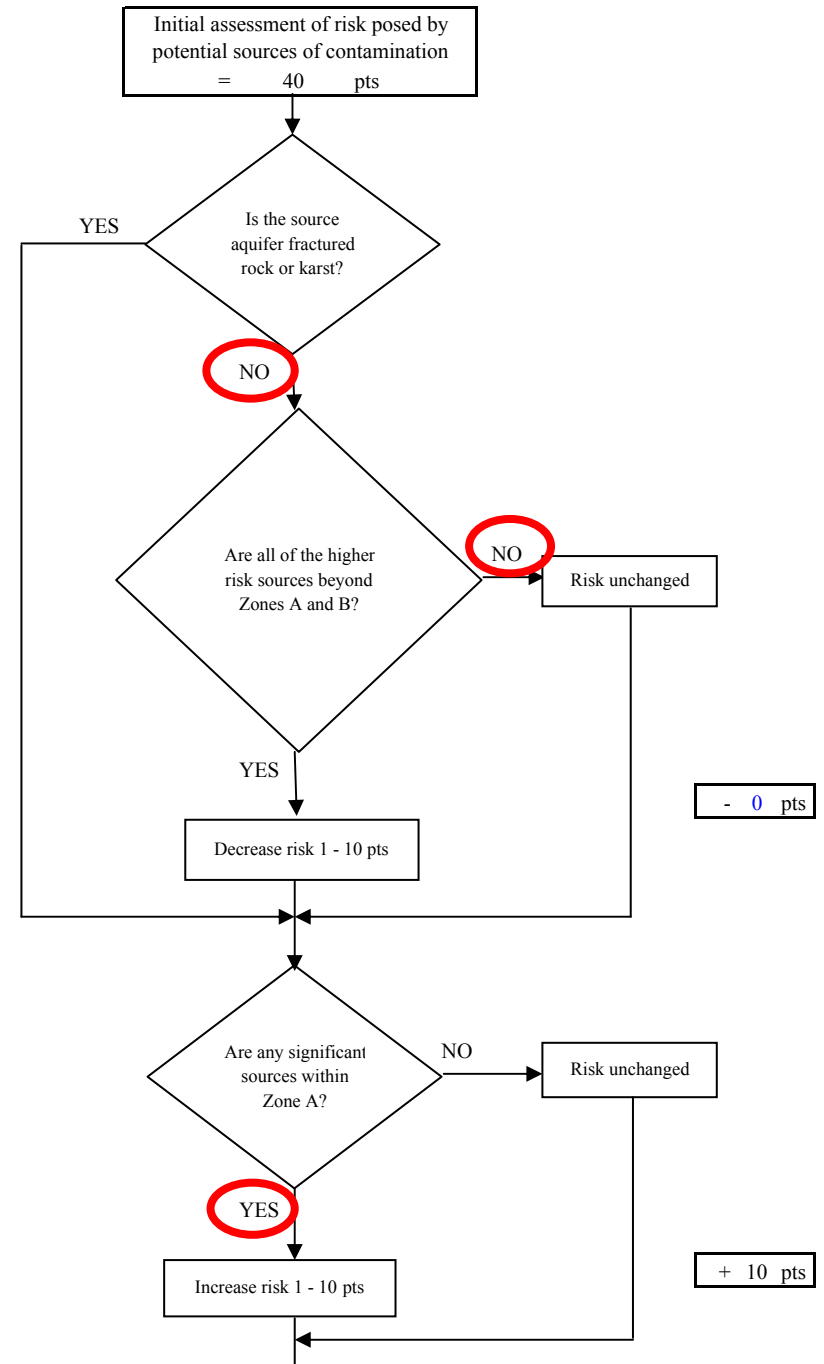 Initial assessment of risk posed by
potential sources of contamination
= 40 pts
YES
Is the source
aquifer fractured
rock or karst?
NO
Are all of the higher
risk sources beyond
Zones A and B?
NO
Risk unchanged
YES
- 0 pts
Decrease risk 1 - 10 pts
Are any significant
sources within
Zone A?
NO
Risk unchanged
YES
Increase risk 1 - 10 pts
+ 10 pts